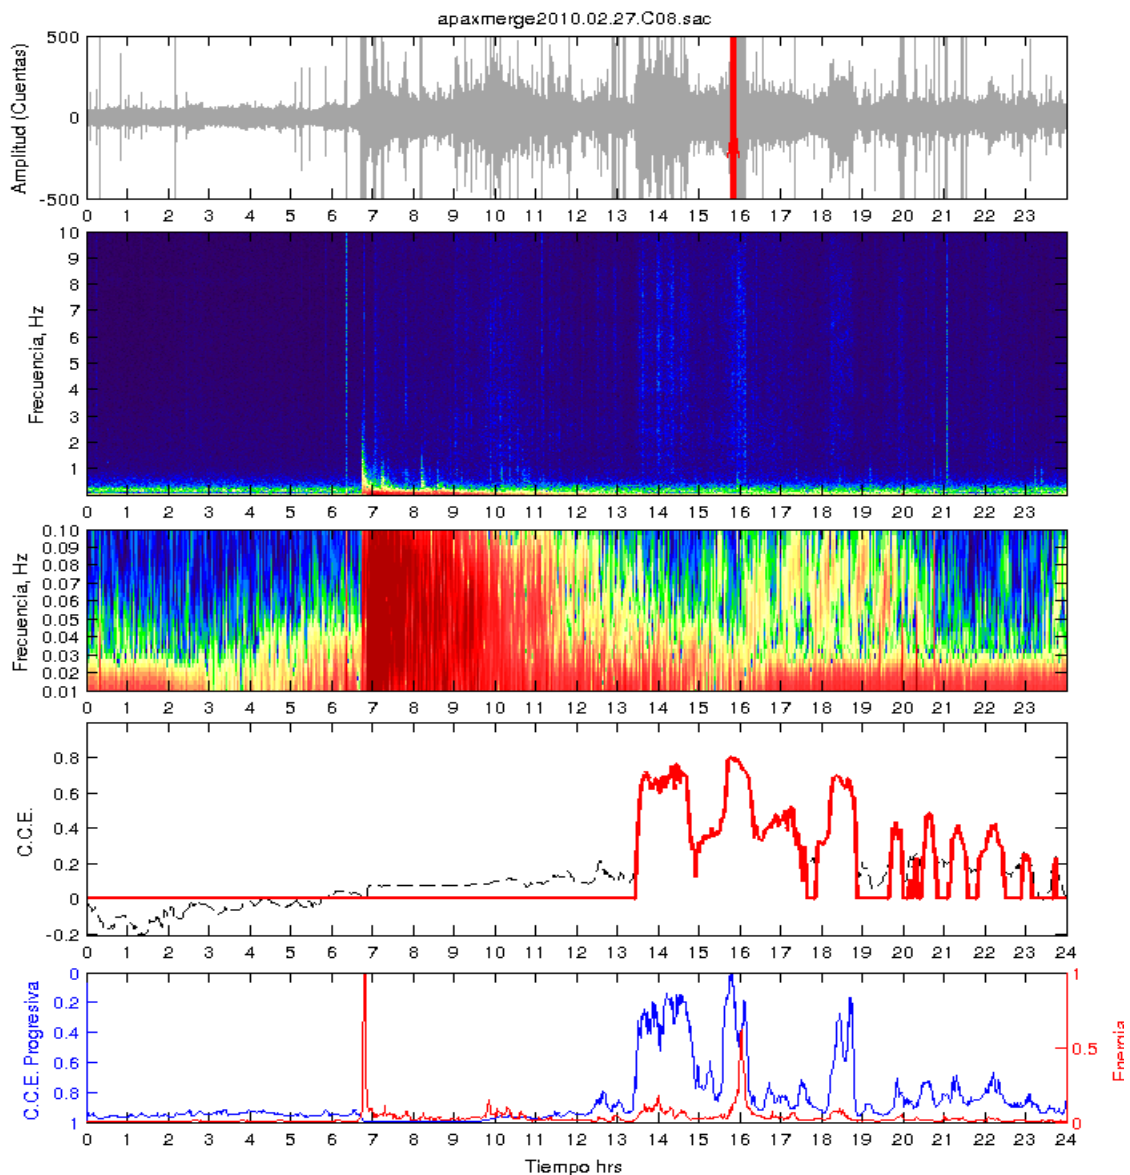 apaxmerge2010.02.27.C08.sac
Amplitud (Cuentas)
500
0
-500
0 1 2 3 4 5 6 7 8 9 10 11 12 13 14 15 16 17 18 19 20 21 22 23
Frecuencia, Hz
10
9
8
7
6
5
4
3
2
1
0 1 2 3 4 5 6 7 8 9 10 11 12 13 14 15 16 17 18 19 20 21 22 23
Frecuencia, Hz
0.10
0.09
0.08
0.07
0.06
0.05
0.04
0.03
0.02
0.01
0 1 2 3 4 5 6 7 8 9 10 11 12 13 14 15 16 17 18 19 20 21 22 23
C.C.E.
0.8
0.6
0.4
0.2
0
-0.2
0 1 2 3 4 5 6 7 8 9 10 11 12 13 14 15 16 17 18 19 20 21 22 23 24
C.C.E. Progresiva
0
0.2
0.4
0.6
0.8
1
1
0.5
0
Energia
0 1 2 3 4 5 6 7 8 9 10 11 12 13 14 15 16 17 18 19 20 21 22 23 24
Tiempo hrs